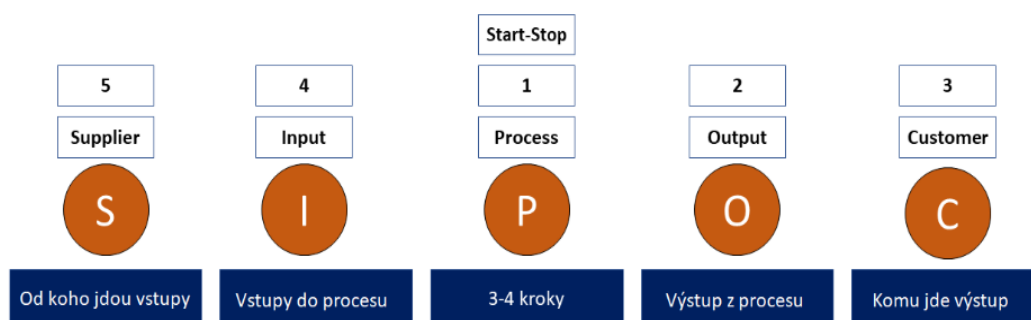 Start-Stop
5
4
1
2
3
Supplier
Input
Process
Output
Customer
S
I
P
O
C
Od koho jdou vstupy
Vstupy do procesu
3-4 kroky
Výstup z procesu
Komu jde výstup